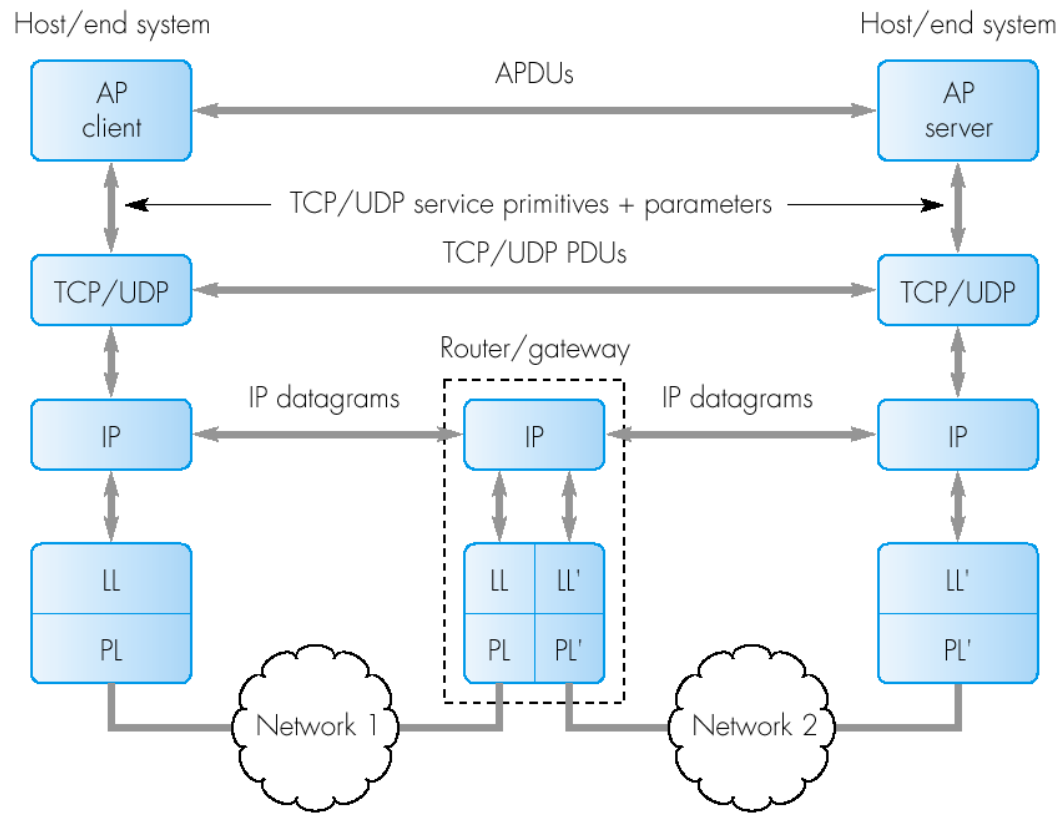 Host/end system
Host/end system
AP
client
APDUs
AP
server
TCP/UDP service primitives + parameters
TCP/UDP PDUs
TCP/UDP
TCP/UDP
Router/gateway
IP datagrams
IP datagrams
IP
IP
IP
LL
LL
LL'
LL'
PL
PL
PL'
PL'
Network 1
Network 2